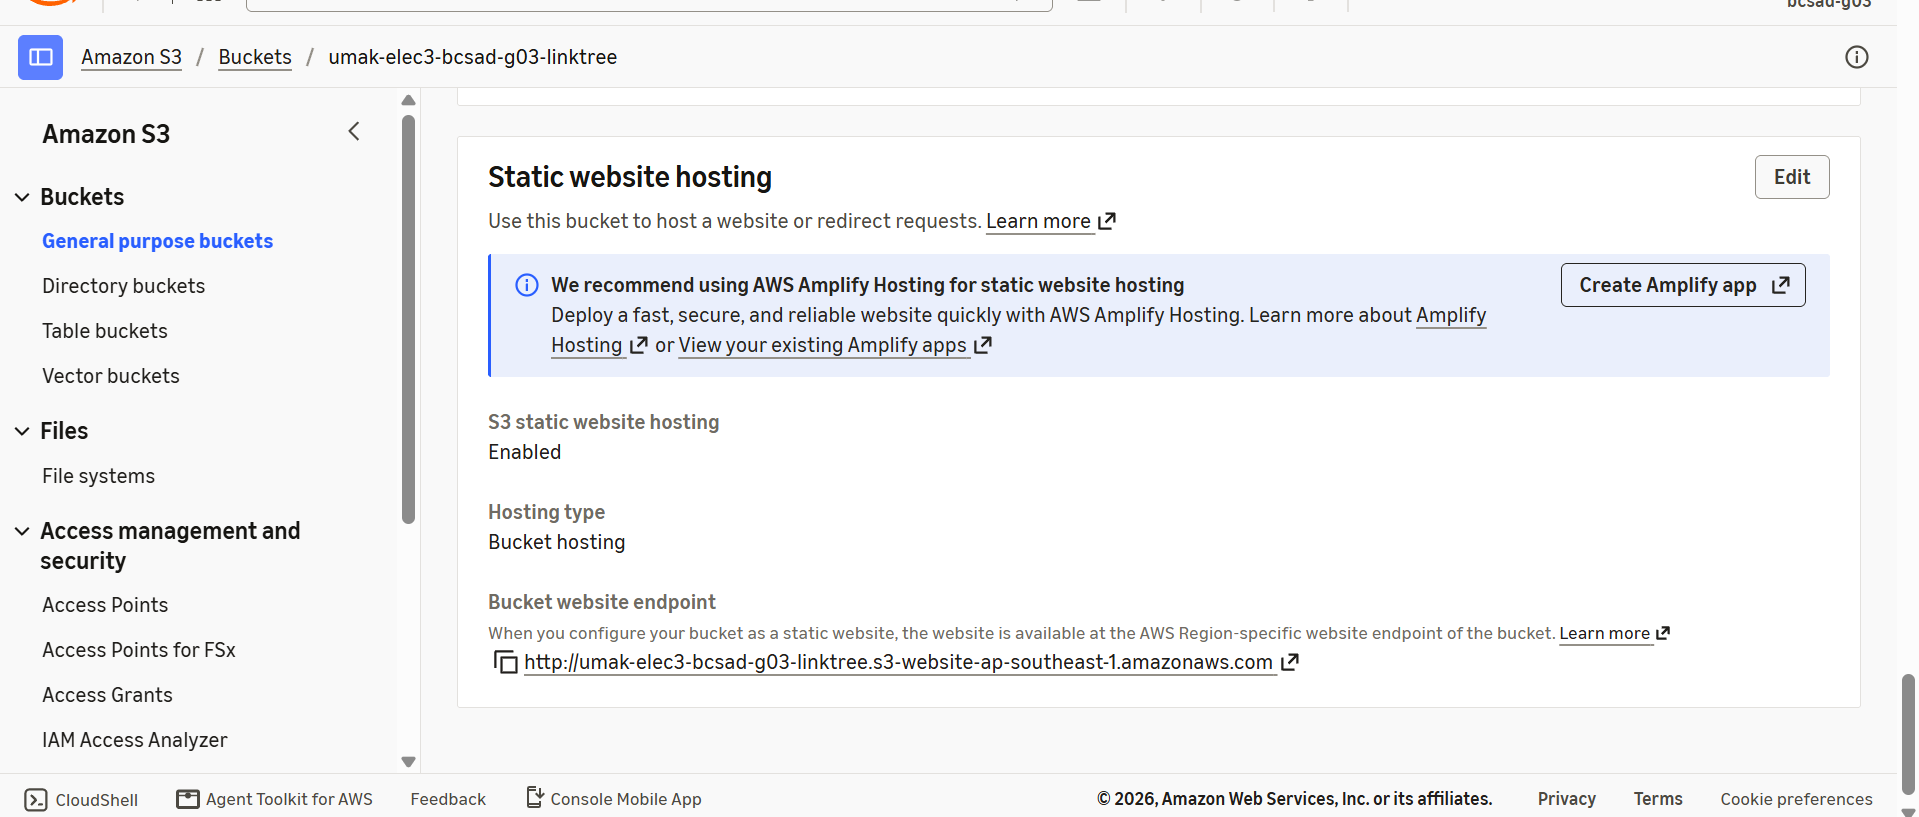 bcsad-g03
Amazon S3 / Buckets / umak-elec3-bcsad-g03-linktree
Amazon S3
Buckets
General purpose buckets
Directory buckets
Table buckets
Vector buckets
Files
File systems
Access management and
security
Access Points
Access Points for FSx
Access Grants
IAM Access Analyzer
Static website hosting
Edit
Use this bucket to host a website or redirect requests. Learn more
We recommend using AWS Amplify Hosting for static website hosting
Create Amplify app
Deploy a fast, secure, and reliable website quickly with AWS Amplify Hosting. Learn more about Amplify
Hosting or View your existing Amplify apps
S3 static website hosting
Enabled
Hosting type
Bucket hosting
Bucket website endpoint
When you configure your bucket as a static website, the website is available at the AWS Region-specific website endpoint of the bucket. Learn more
http://umak-elec3-bcsad-g03-linktree.s3-website-ap-southeast-1.amazonaws.com
CloudShell Agent Toolkit for AWS Feedback Console Mobile App © 2026, Amazon Web Services, Inc. or its affiliates. Privacy Terms Cookie preferences